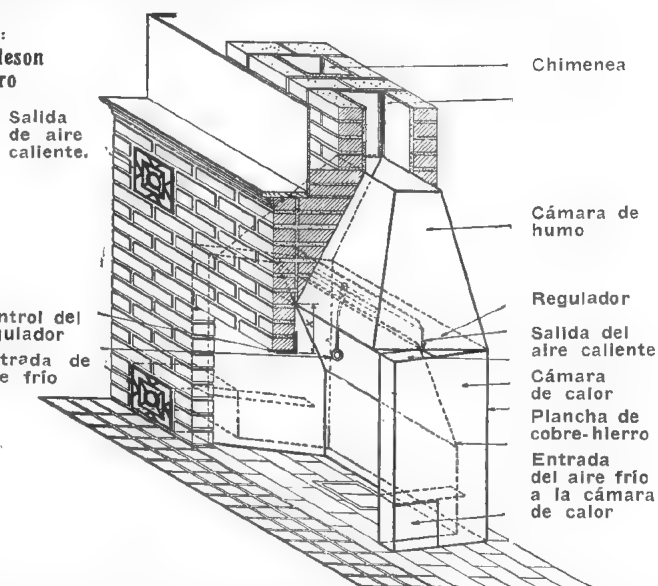 Salida
de aire
caliente.
Chimenea
Cámara de
humo
Regulador
Salida del
aire caliente
Cámara
de calor
Plancha de
cobre-hierro
Entrada
del aire frío
a la cámara
de calor
ntrol del
gulador
trada de
e frío
:
leson
ro